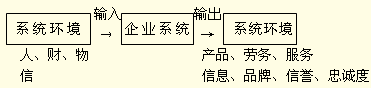 输入 输出
系统环境 → 企业系统 → 系统环境
人、财、物 产品、劳务、服务
信 信息、品牌、信誉、忠诚度